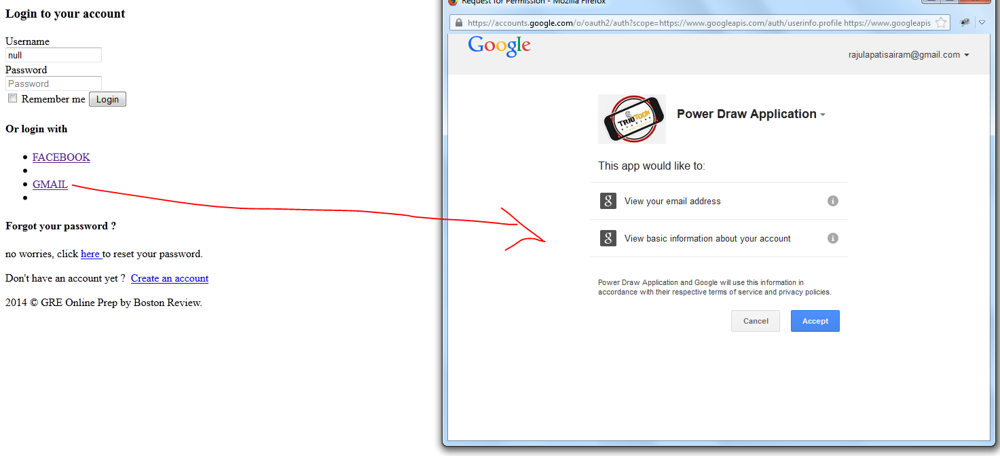 Login to your account
Username
null
Password
Password
Remember me Login
Or login with
FACEBOOK
GMAIL
Forgot your password ?
no worries, click here to reset your password.
Don't have an account yet ? Create an account
2014 © GRE Online Prep by Boston Review.
Request for Permission - Mozilla Firefox
https://accounts.google.com/o/oauth2/auth?scope=https://www.googleapis.com/auth/userinfo.profile https://www.googleapis
Google
rajulapatisairam@gmail.com
TRIOTOON
Power Draw Application
This app would like to:
g View your email address i
g View basic information about your account i
Power Draw Application and Google will use this information in
accordance with their respective terms of service and privacy policies.
Cancel Accept